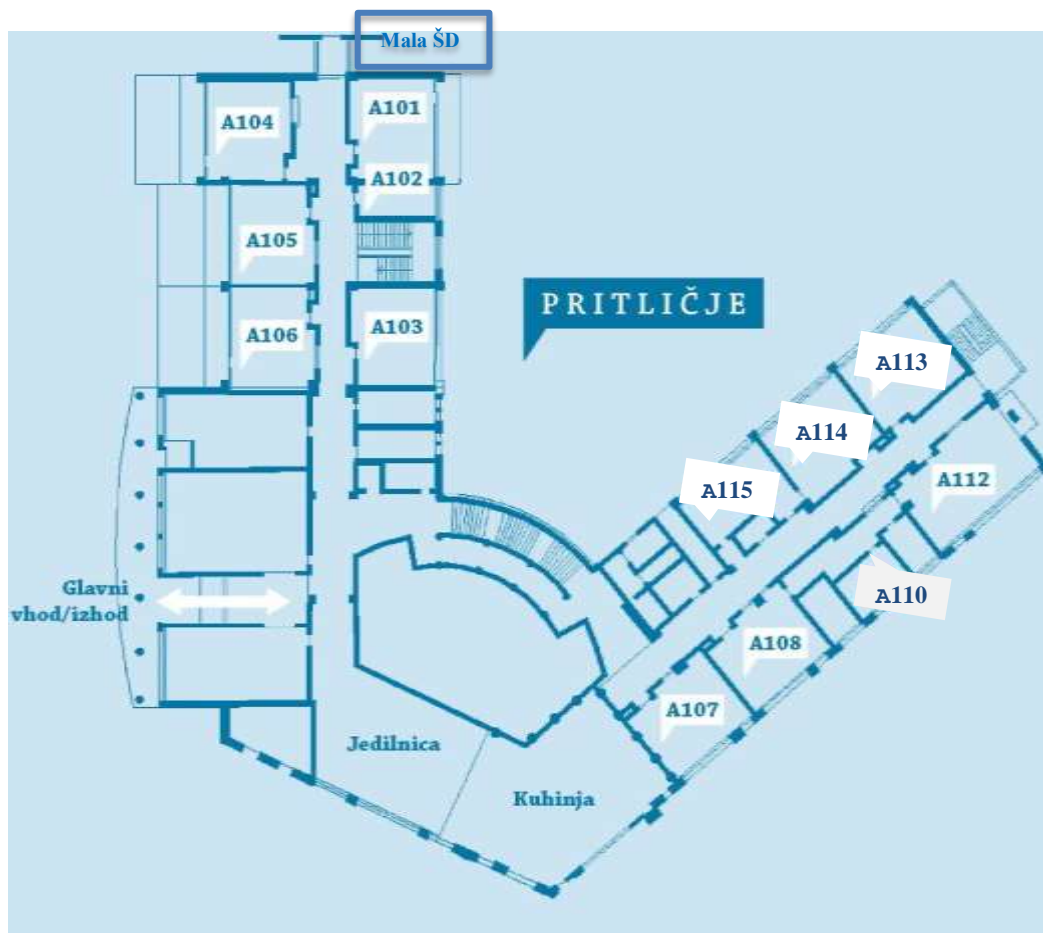 Mala ŠD
A101
A104
A102
A105
PRITLIČJE
A103
A106
A113
A114
A112
A115
Glavni
vhod/izhod
A110
A108
A107
Jedilnica
Kuhinja